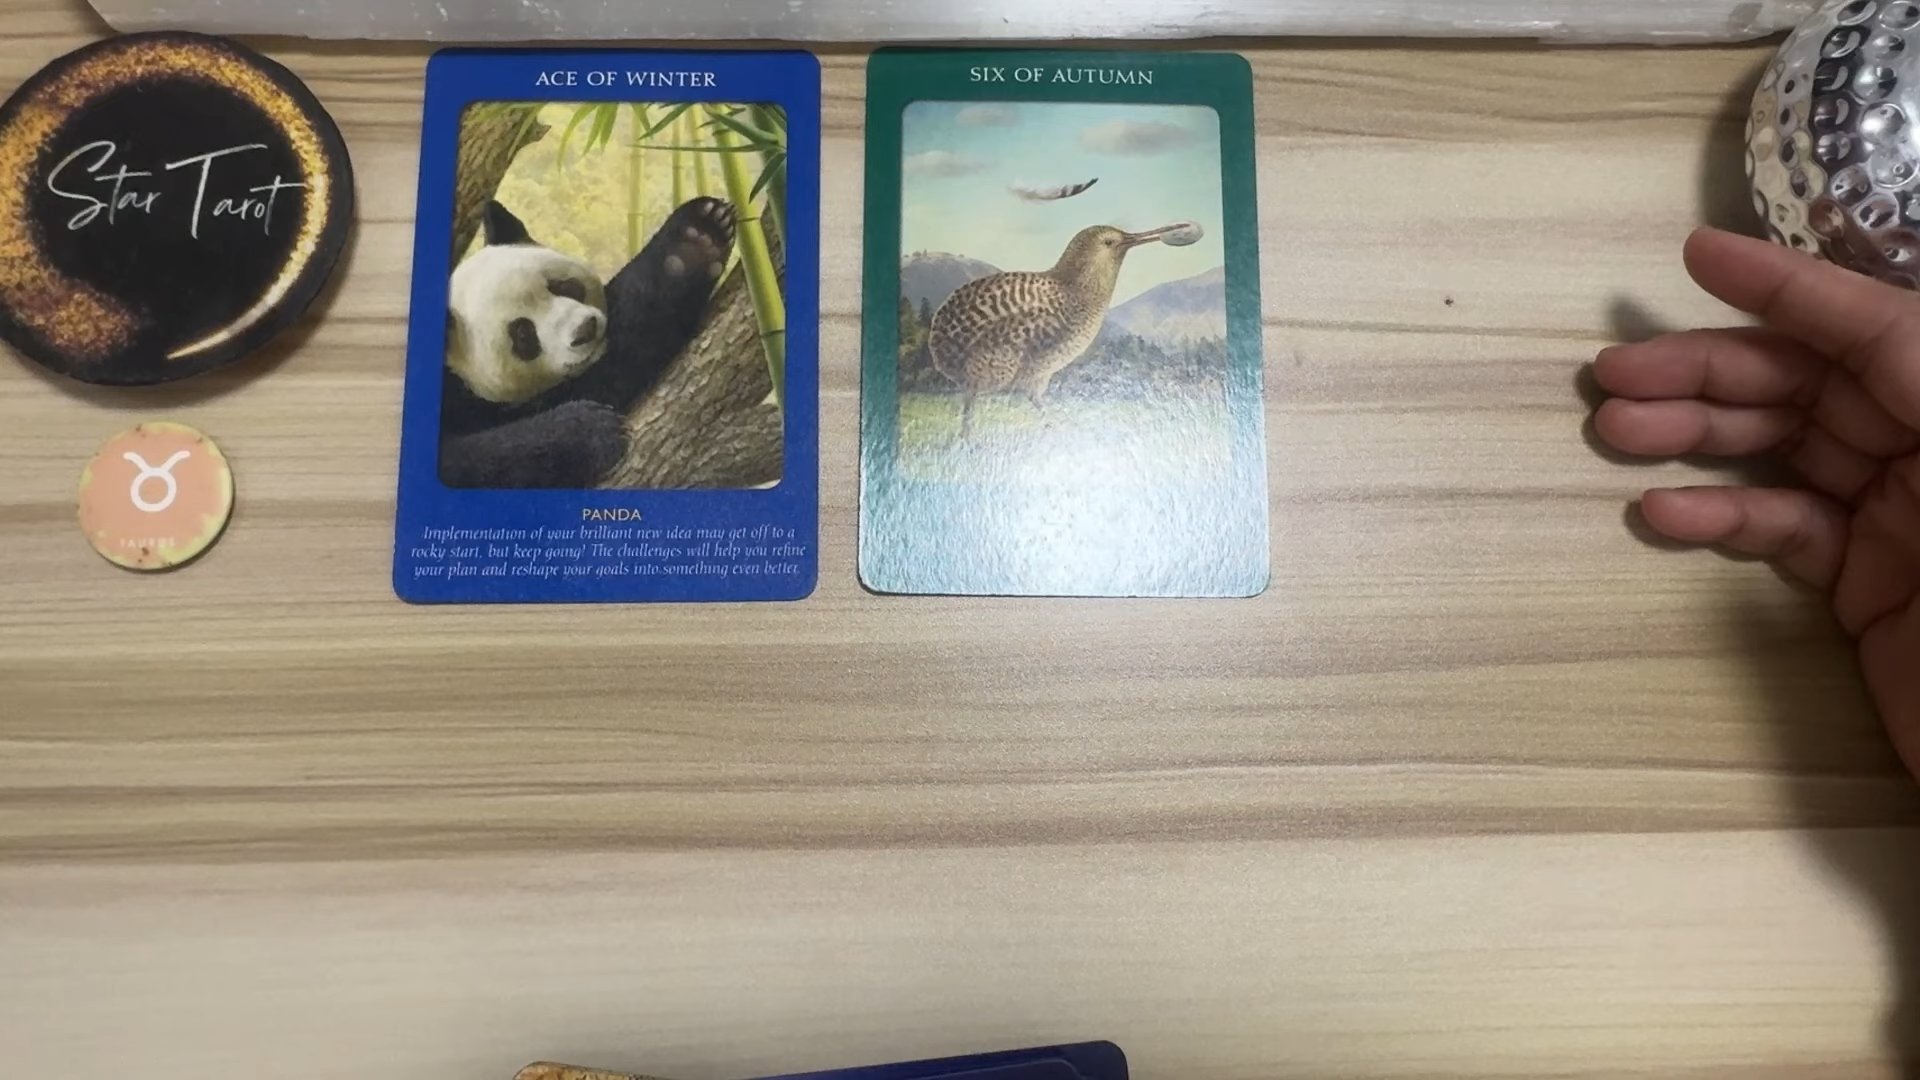 Star Tarot
TAURUS
ACE OF WINTER
PANDA
Implementation of your brilliant new idea may get off to a
rocky start, but keep going! The challenges will help you refine
your plan and reshape your goals into something even better.
SIX OF AUTUMN